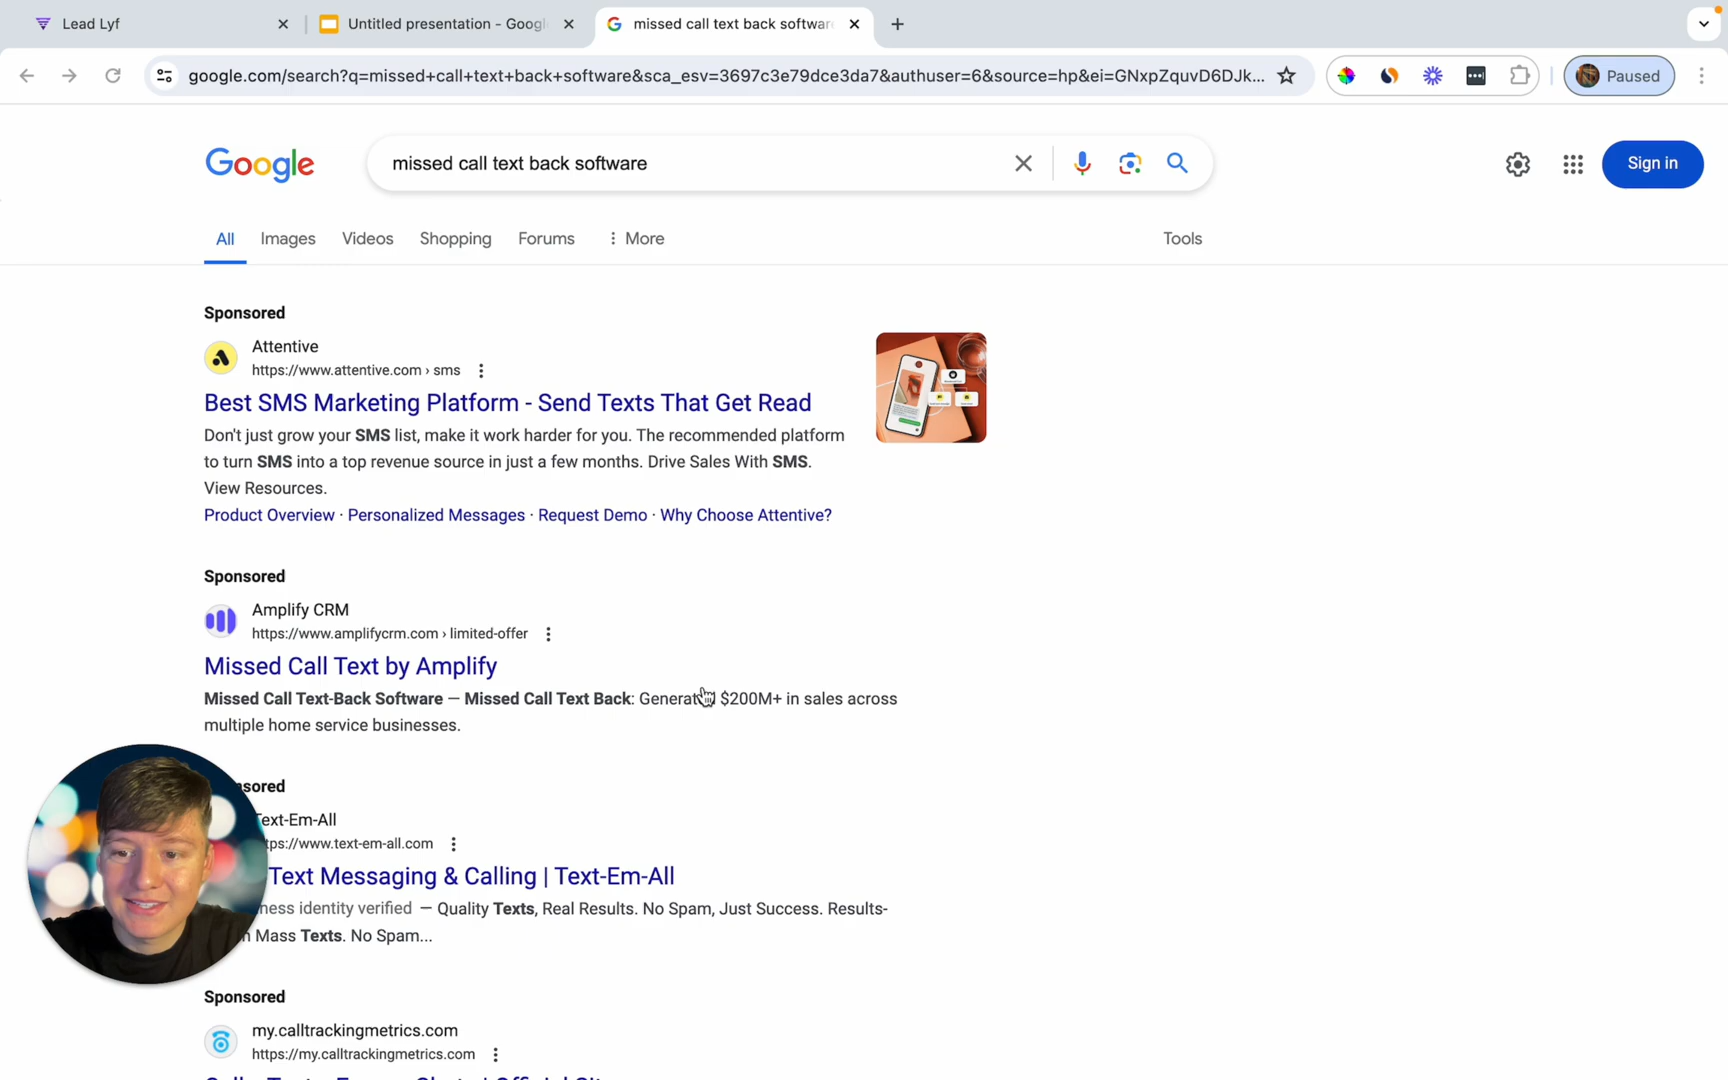 Lead Lyf
Untitled presentation - Googl
missed call text back software
google.com/search?q=missed+call+text+back+software&sca_esv=3697c3e79dce3da7&authuser=6&source=hp&ei=GNxpZquvD6DJk...
Paused
Google
missed call text back software
Sign in
All
Images
Videos
Shopping
Forums
More
Tools
Sponsored
Attentive
https://www.attentive.com › sms
Best SMS Marketing Platform - Send Texts That Get Read
Don't just grow your SMS list, make it work harder for you. The recommended platform
to turn SMS into a top revenue source in just a few months. Drive Sales With SMS.
View Resources.
Product Overview · Personalized Messages · Request Demo · Why Choose Attentive?
Sponsored
Amplify CRM
https://www.amplifycrm.com › limited-offer
Missed Call Text by Amplify
Missed Call Text-Back Software — Missed Call Text Back: Generated $200M+ in sales across
multiple home service businesses.
nsored
Text-Em-All
tps://www.text-em-all.com
Text Messaging & Calling | Text-Em-All
ness identity verified — Quality Texts, Real Results. No Spam, Just Success. Results-
n Mass Texts. No Spam...
Sponsored
my.calltrackingmetrics.com
https://my.calltrackingmetrics.com